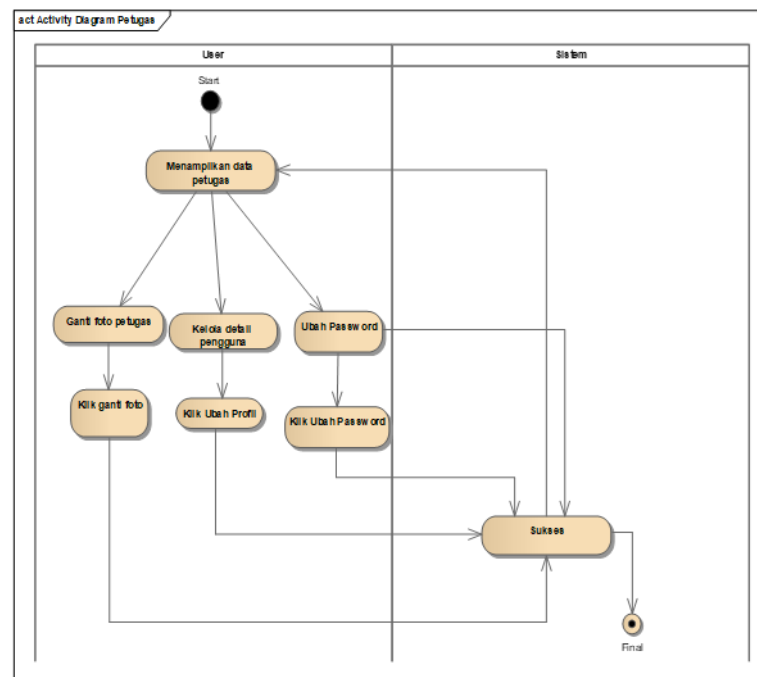 act Activity Diagram Petugas
User
Sistem
Start
Menampilkan data
petugas
Ganti foto petugas
Kelola detail
pengguna
Ubah Password
Klik ganti foto
Klik Ubah Profil
Klik Ubah Password
Sukses
Final